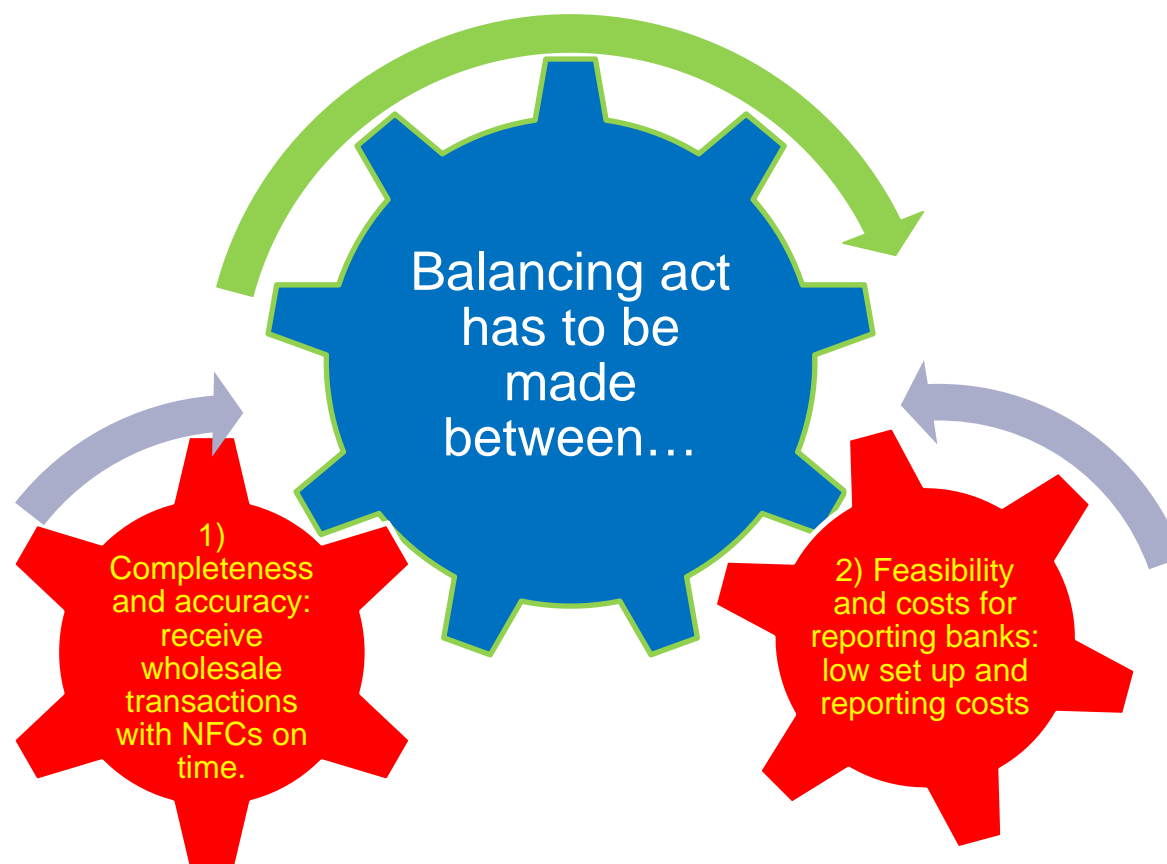 Balancing act
has to be
made
between…
1)
Completeness
and accuracy:
receive
wholesale
transactions
with NFCs on
time.
2) Feasibility
and costs for
reporting banks:
low set up and
reporting costs